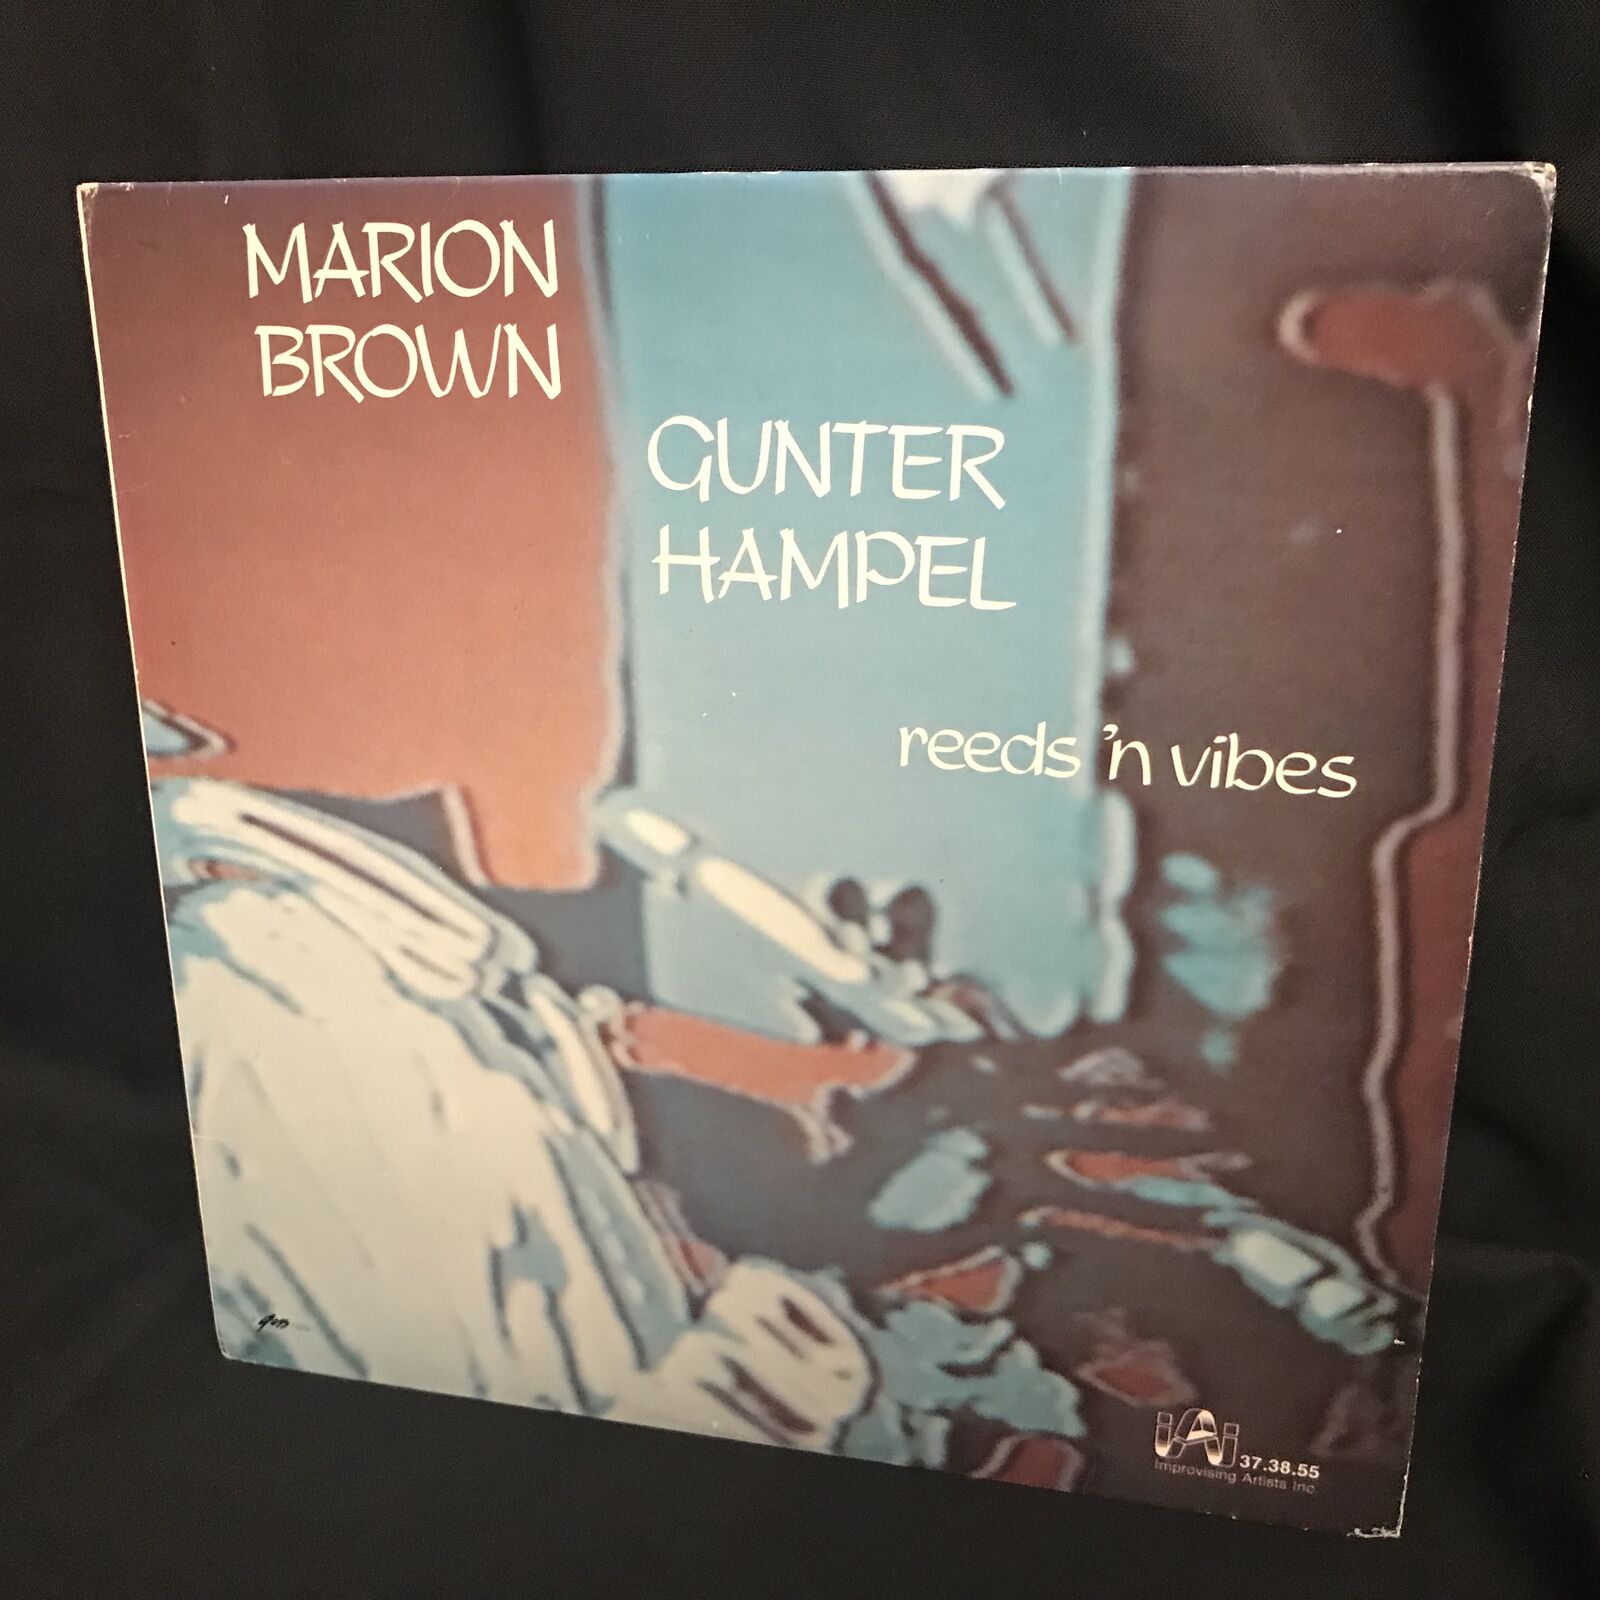 MARION
BROWN
GUNTER
HAMPEL
reeds 'n vibes
iAi 37.38.55
Improvising Artists Inc